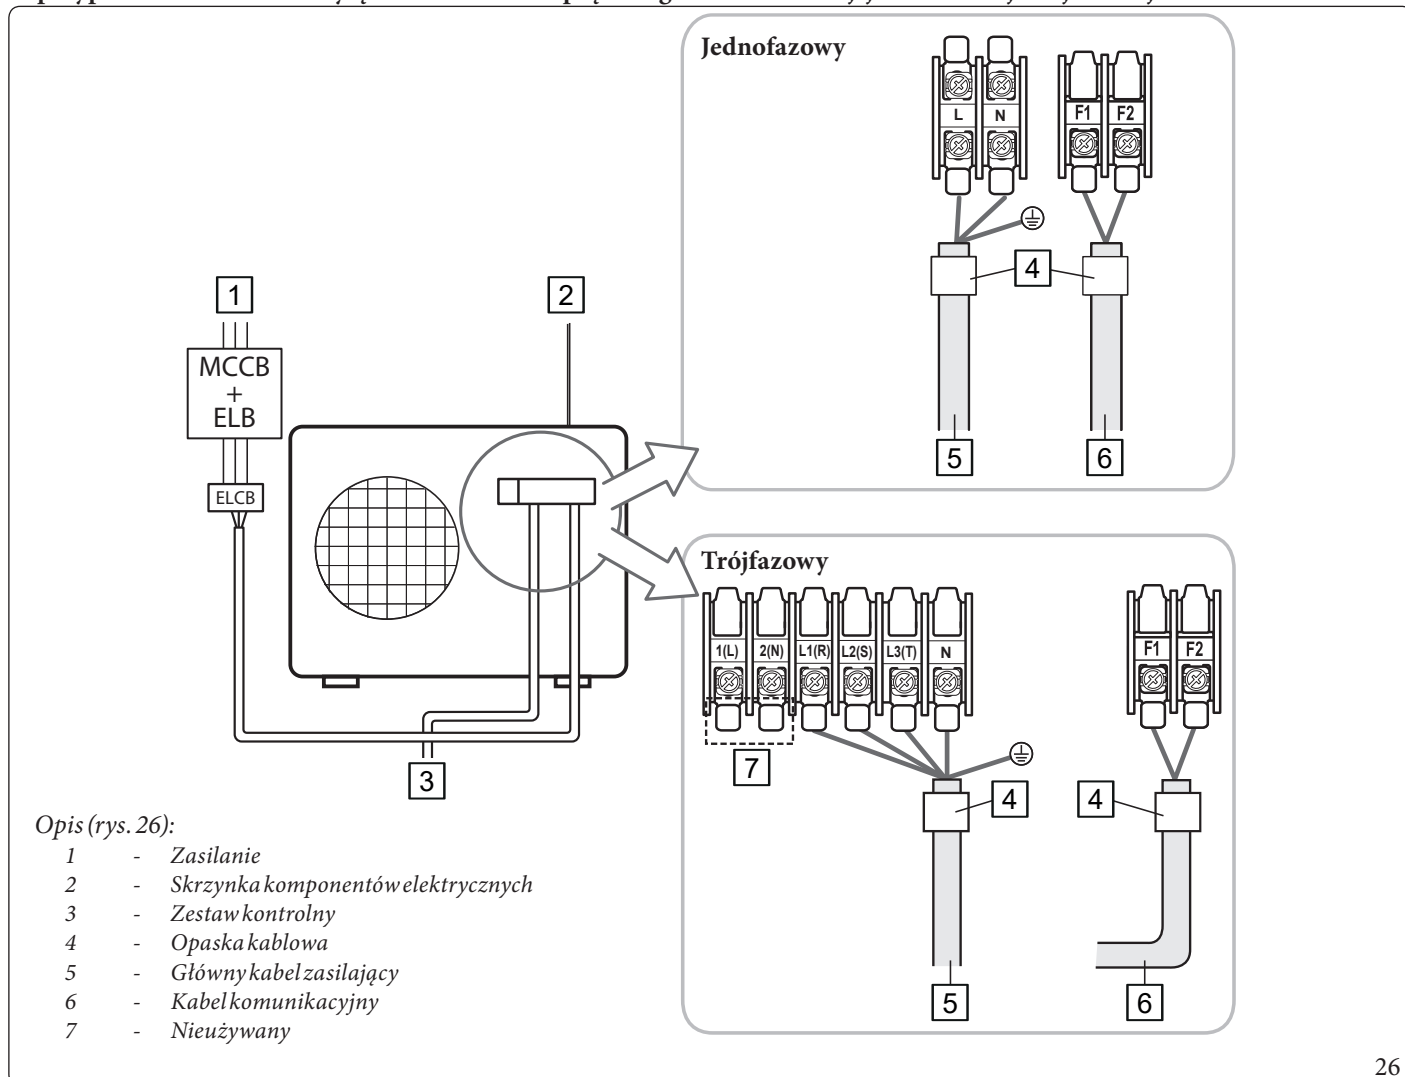 Jednofazowy
L N F1 F2
4
5 6
1 2
MCCB
+
ELB
ELCB
3
Trójfazowy
1(L) 2(N) L1(R) L2(S) L3(T) N F1 F2
7
4 4
5 6
Opis (rys. 26):
1 - Zasilanie
2 - Skrzynka komponentów elektrycznych
3 - Zestaw kontrolny
4 - Opaska kablowa
5 - Główny kabel zasilający
6 - Kabel komunikacyjny
7 - Nieużywany
26